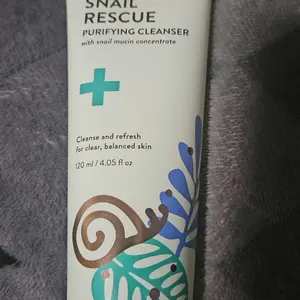 SNAIL
RESCUE
PURIFYING CLEANSER
with snail mucin concentrate
Cleanse and refresh
for clear, balanced skin
120 ml / 4.05 fl oz